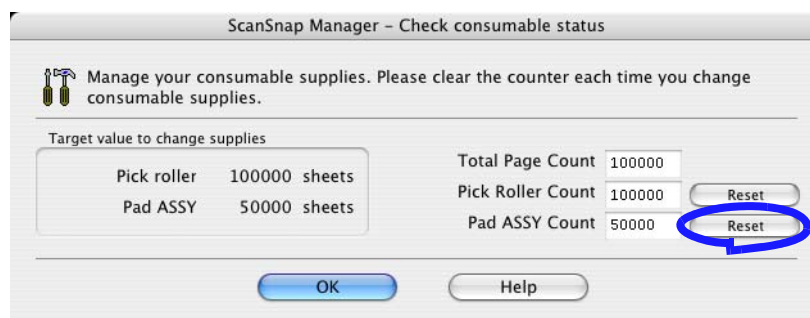 ScanSnap Manager – Check consumable status
Manage your consumable supplies. Please clear the counter each time you change
consumable supplies.
Target value to change supplies
Pick roller 100000 sheets
Pad ASSY 50000 sheets
Total Page Count 100000
Pick Roller Count 100000 Reset
Pad ASSY Count 50000 Reset
OK Help